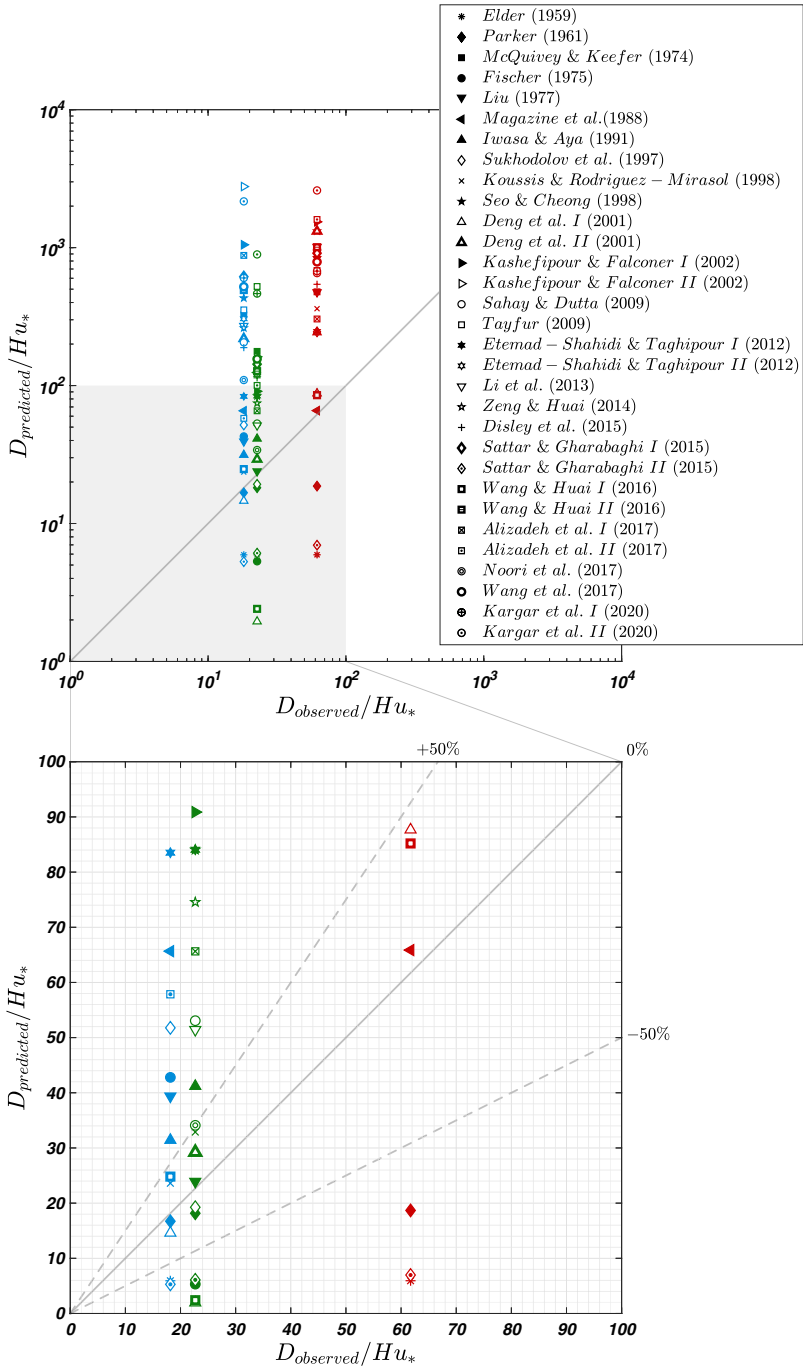 Elder (1959)
Parker (1961)
McQuivey & Keefer (1974)
Fischer (1975)
Liu (1977)
Magazine et al.(1988)
Iwasa & Aya (1991)
Sukhodolov et al. (1997)
Koussis & Rodriguez − Mirasol (1998)
Seo & Cheong (1998)
Deng et al. I (2001)
Deng et al. II (2001)
Kashefipour & Falconer I (2002)
Kashefipour & Falconer II (2002)
Sahay & Dutta (2009)
Tayfur (2009)
Etemad − Shahidi & Taghipour I (2012)
Etemad − Shahidi & Taghipour II (2012)
Li et al. (2013)
Zeng & Huai (2014)
Disley et al. (2015)
Sattar & Gharabaghi I (2015)
Sattar & Gharabaghi II (2015)
Wang & Huai I (2016)
Wang & Huai II (2016)
Alizadeh et al. I (2017)
Alizadeh et al. II (2017)
Noori et al. (2017)
Wang et al. (2017)
Kargar et al. I (2020)
Kargar et al. II (2020)
10^4
10^3
10^2
10^1
10^0
D_predicted/Hu_*
10^0 10^1 10^2 10^3 10^4
D_observed/Hu_*
+50% 0%
−50%
100
90
80
70
60
50
40
30
20
10
0
D_predicted/Hu_*
0 10 20 30 40 50 60 70 80 90 100
D_observed/Hu_*